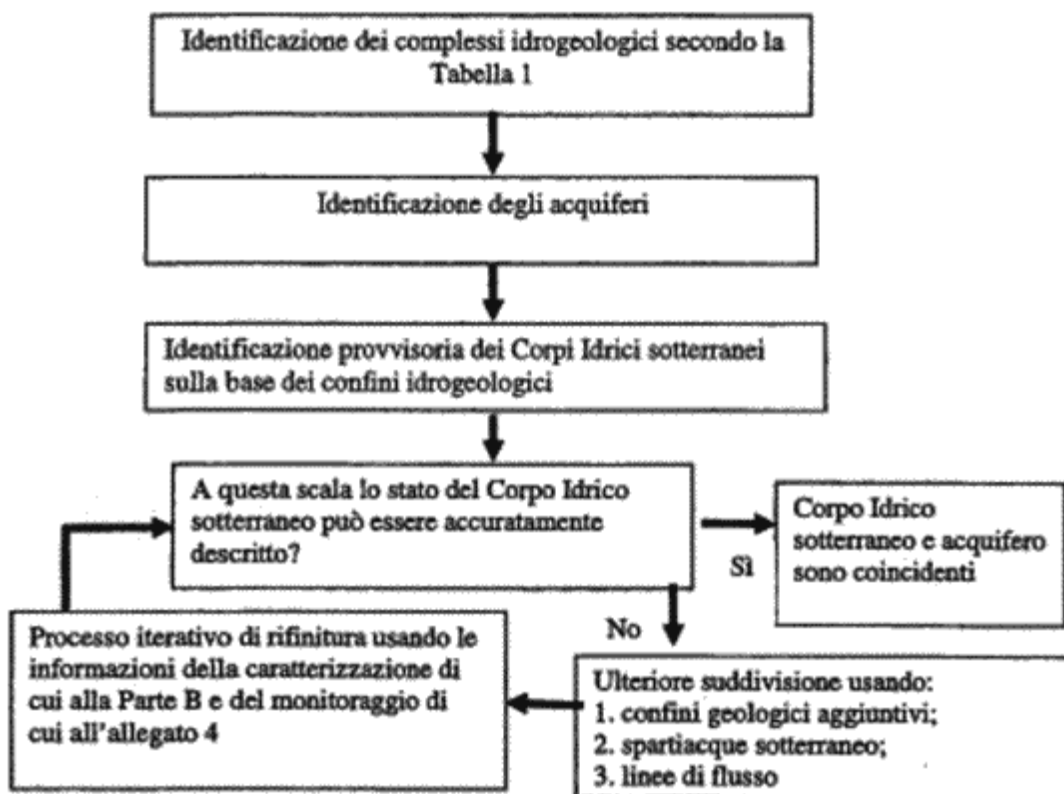 Identificazione dei complessi idrogeologici secondo la
Tabella 1
Identificazione degli acquiferi
Identificazione provvisoria dei Corpi Idrici sotterranei
sulla base dei confini idrogeologici
A questa scala lo stato del Corpo Idrico
sotterraneo può essere accuratamente
descritto?
Sì
Corpo Idrico
sotterraneo e acquifero
sono coincidenti
No
Ulteriore suddivisione usando:
1. confini geologici aggiuntivi;
2. spartiacque sotterraneo;
3. linee di flusso
Processo iterativo di rifinitura usando le
informazioni della caratterizzazione di
cui alla Parte B e del monitoraggio di
cui all'allegato 4